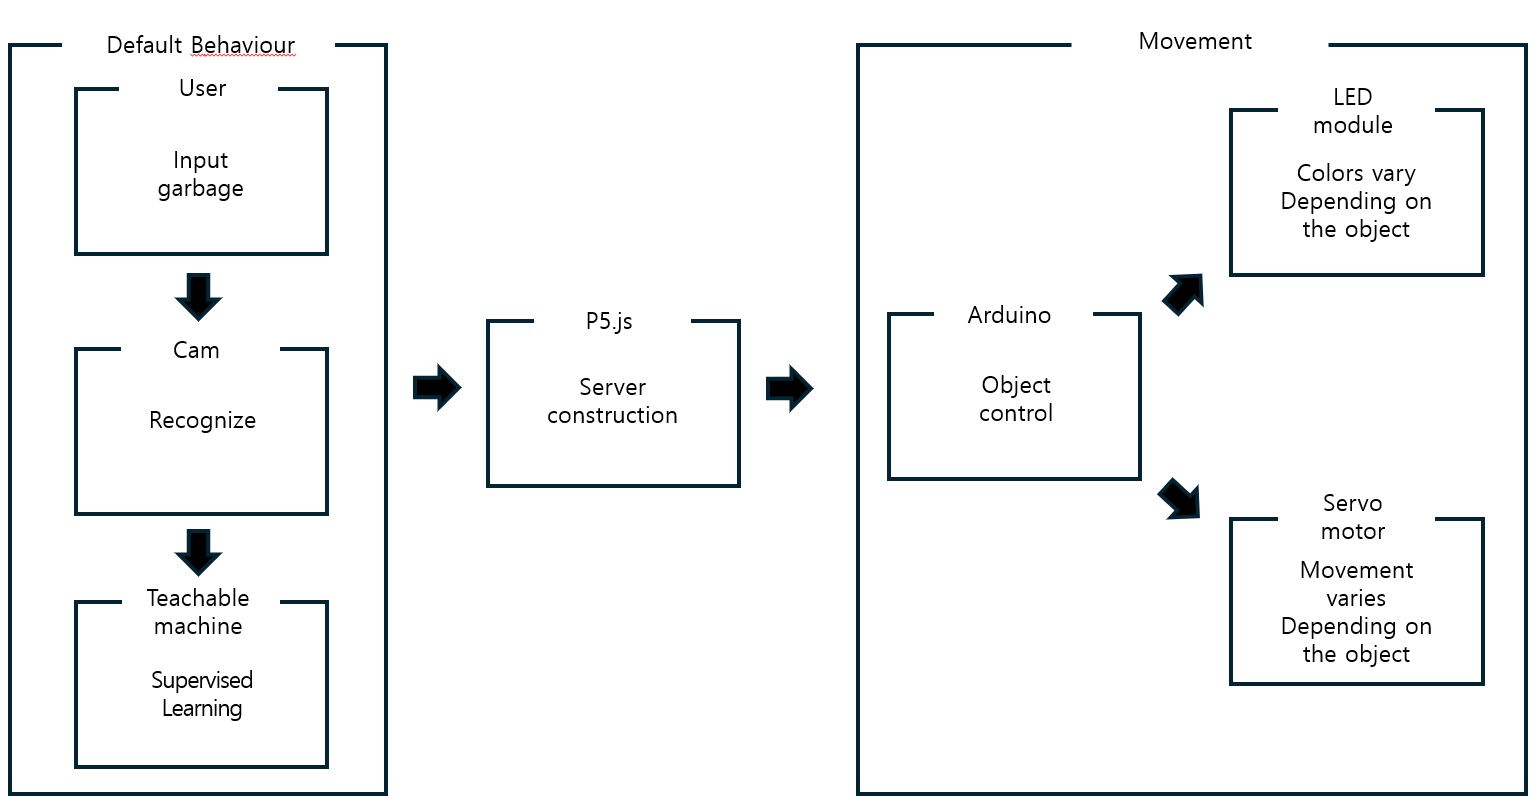 Default Behaviour
User
Input
garbage
Cam
Recognize
Teachable
machine
Supervised
Learning
P5.js
Server
construction
Movement
Arduino
Object
control
LED
module
Colors vary
Depending on
the object
Servo
motor
Movement
varies
Depending on
the object